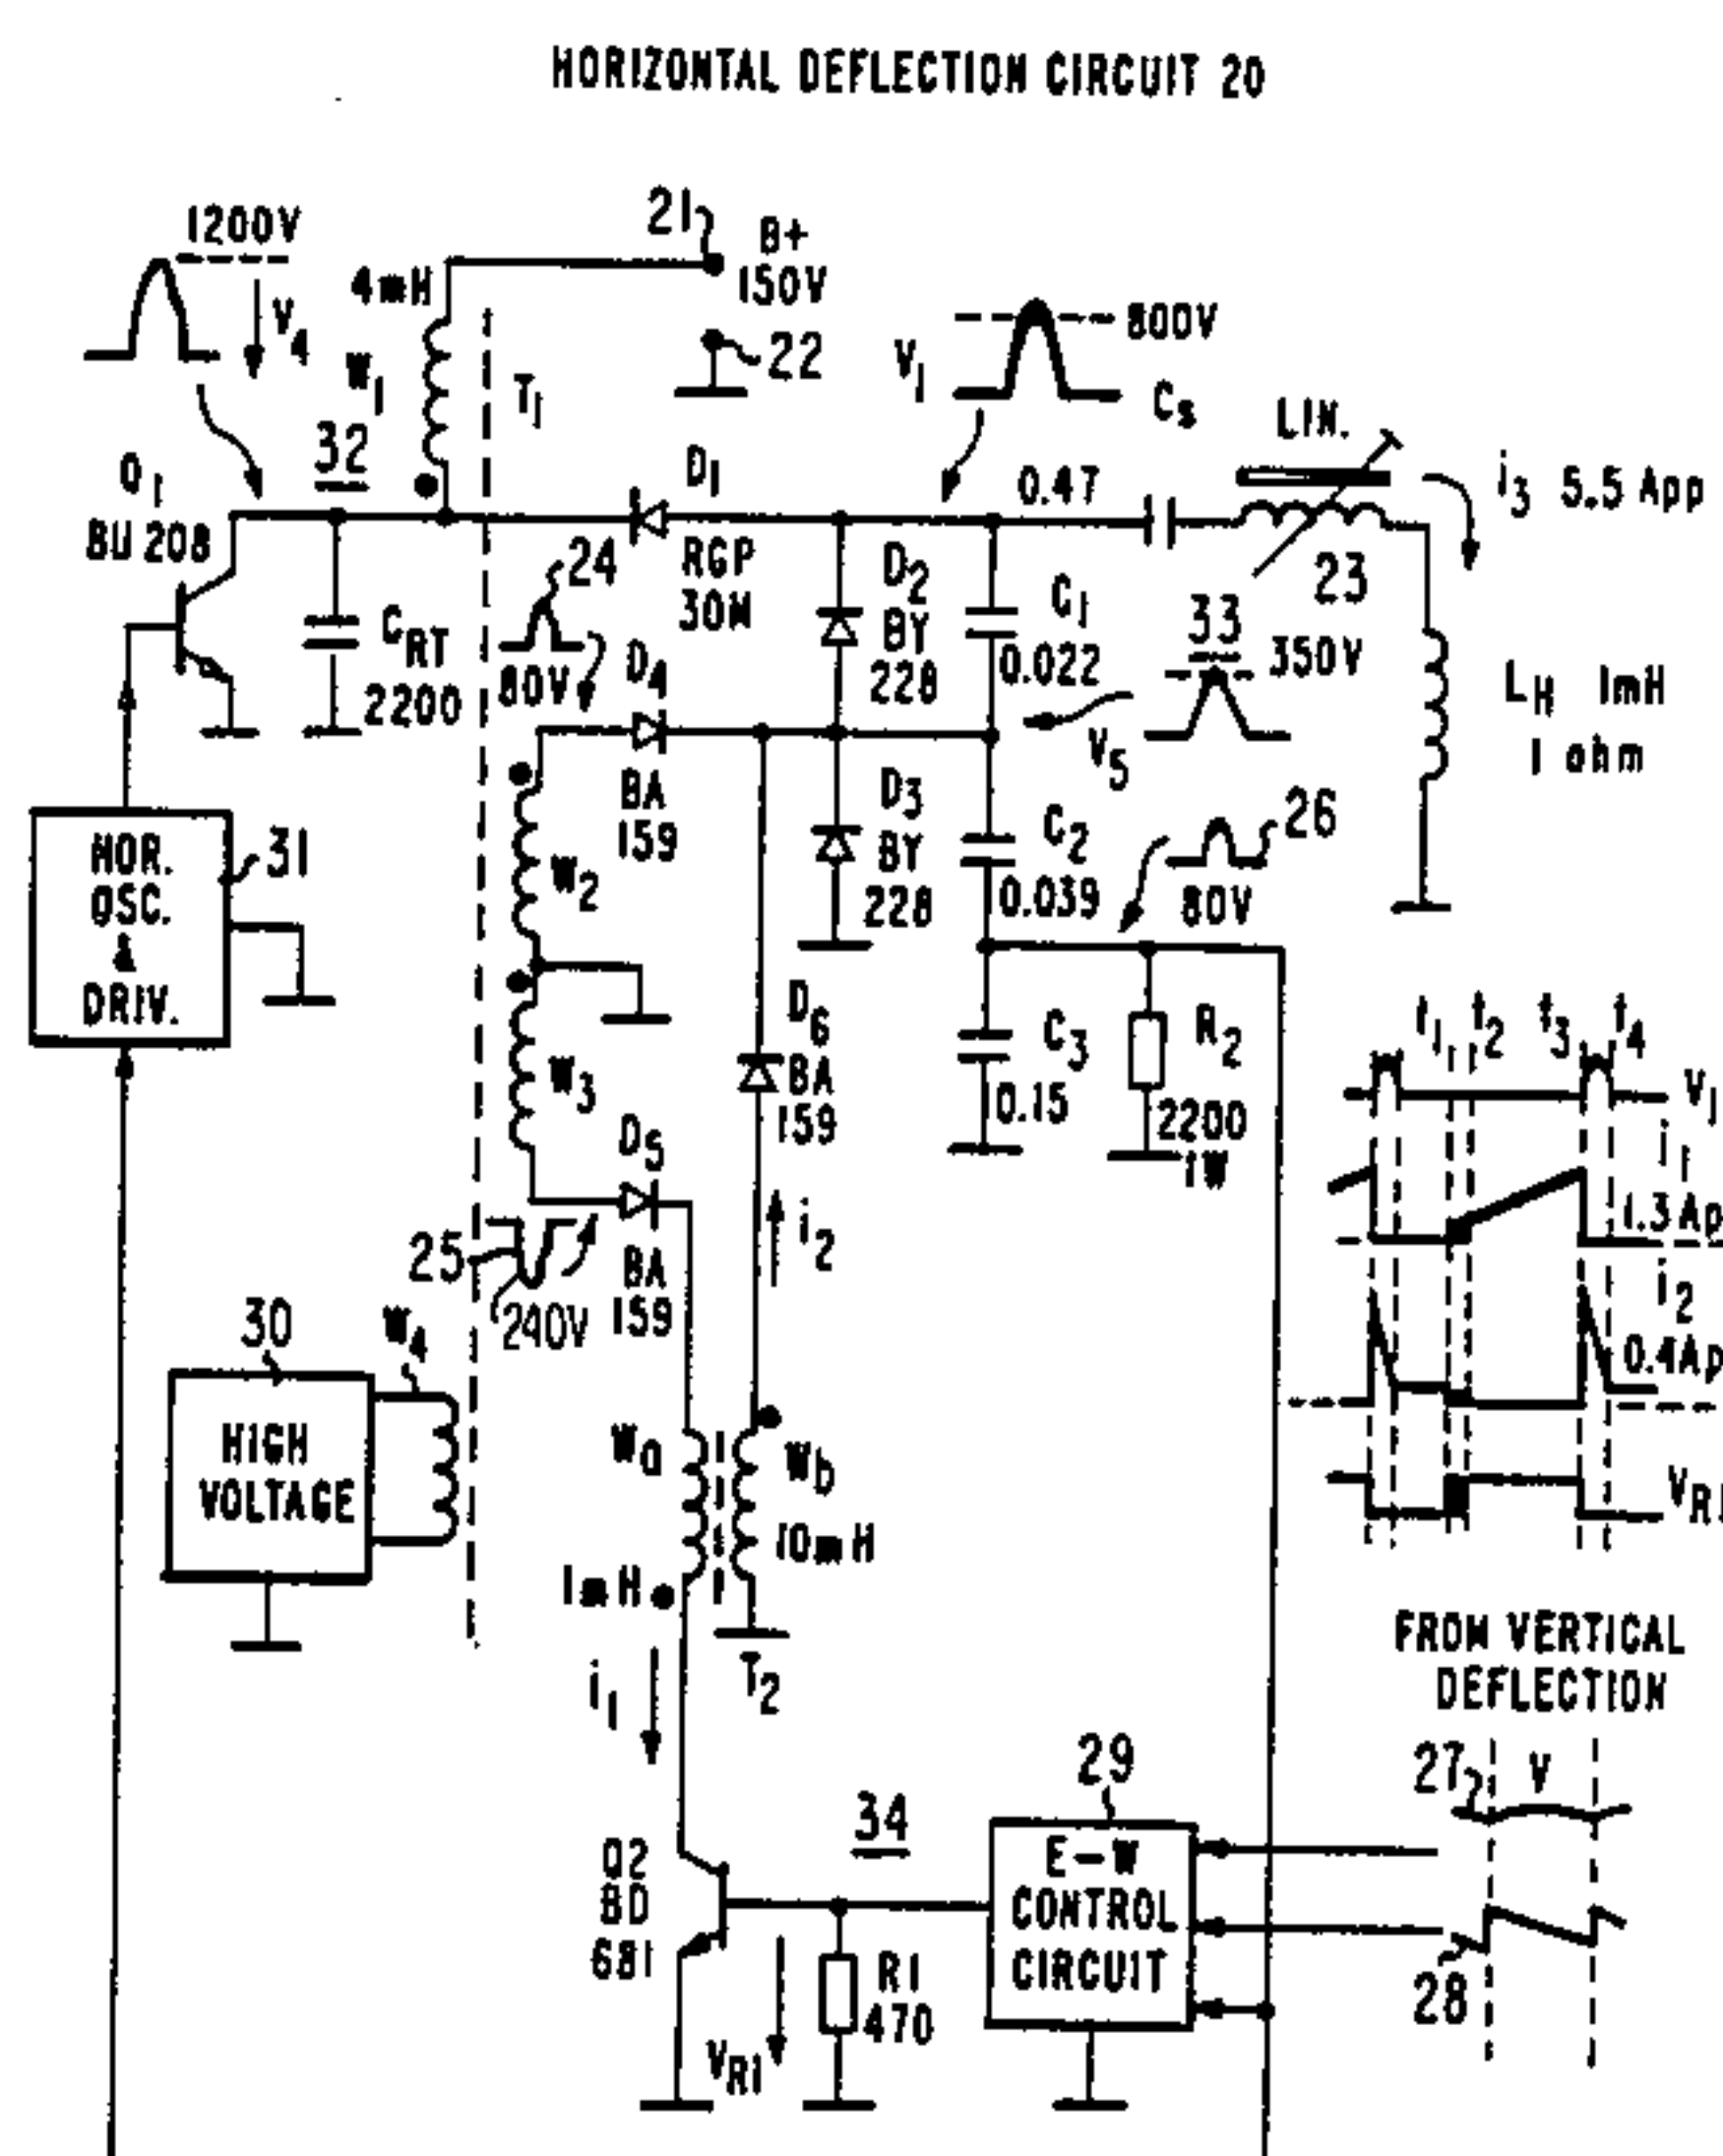 HORIZONTAL DEFLECTION CIRCUIT 20
1200V
V4
4mH
W1
T1
21
B+
150V
22
V1
800V
Cs
LIN.
i3 5.5 App
23
Q1
BU 208
32
D1
RGP
30M
0.47
24
80V
CRT
2200
D4
BA
159
D2
BY
228
C1
0.022
33
350V
V5
LH 1mH
1 ohm
HOR.
OSC.
&
DRIV.
31
W2
D3
BY
228
C2
0.039
26
80V
W3
D6
BA
159
C3
0.15
R2
2200
1W
t1 t2 t3 t4
V1
i1
1.3Ap
i2
0.4Ap
VR1
D5
BA
159
25
240V
i2
30
HIGH
VOLTAGE
W4
Wa
1mH
Wb
10mH
T2
i1
FROM VERTICAL
DEFLECTION
27
V
28
29
E-W
CONTROL
CIRCUIT
34
Q2
BD
681
R1
470
VR1